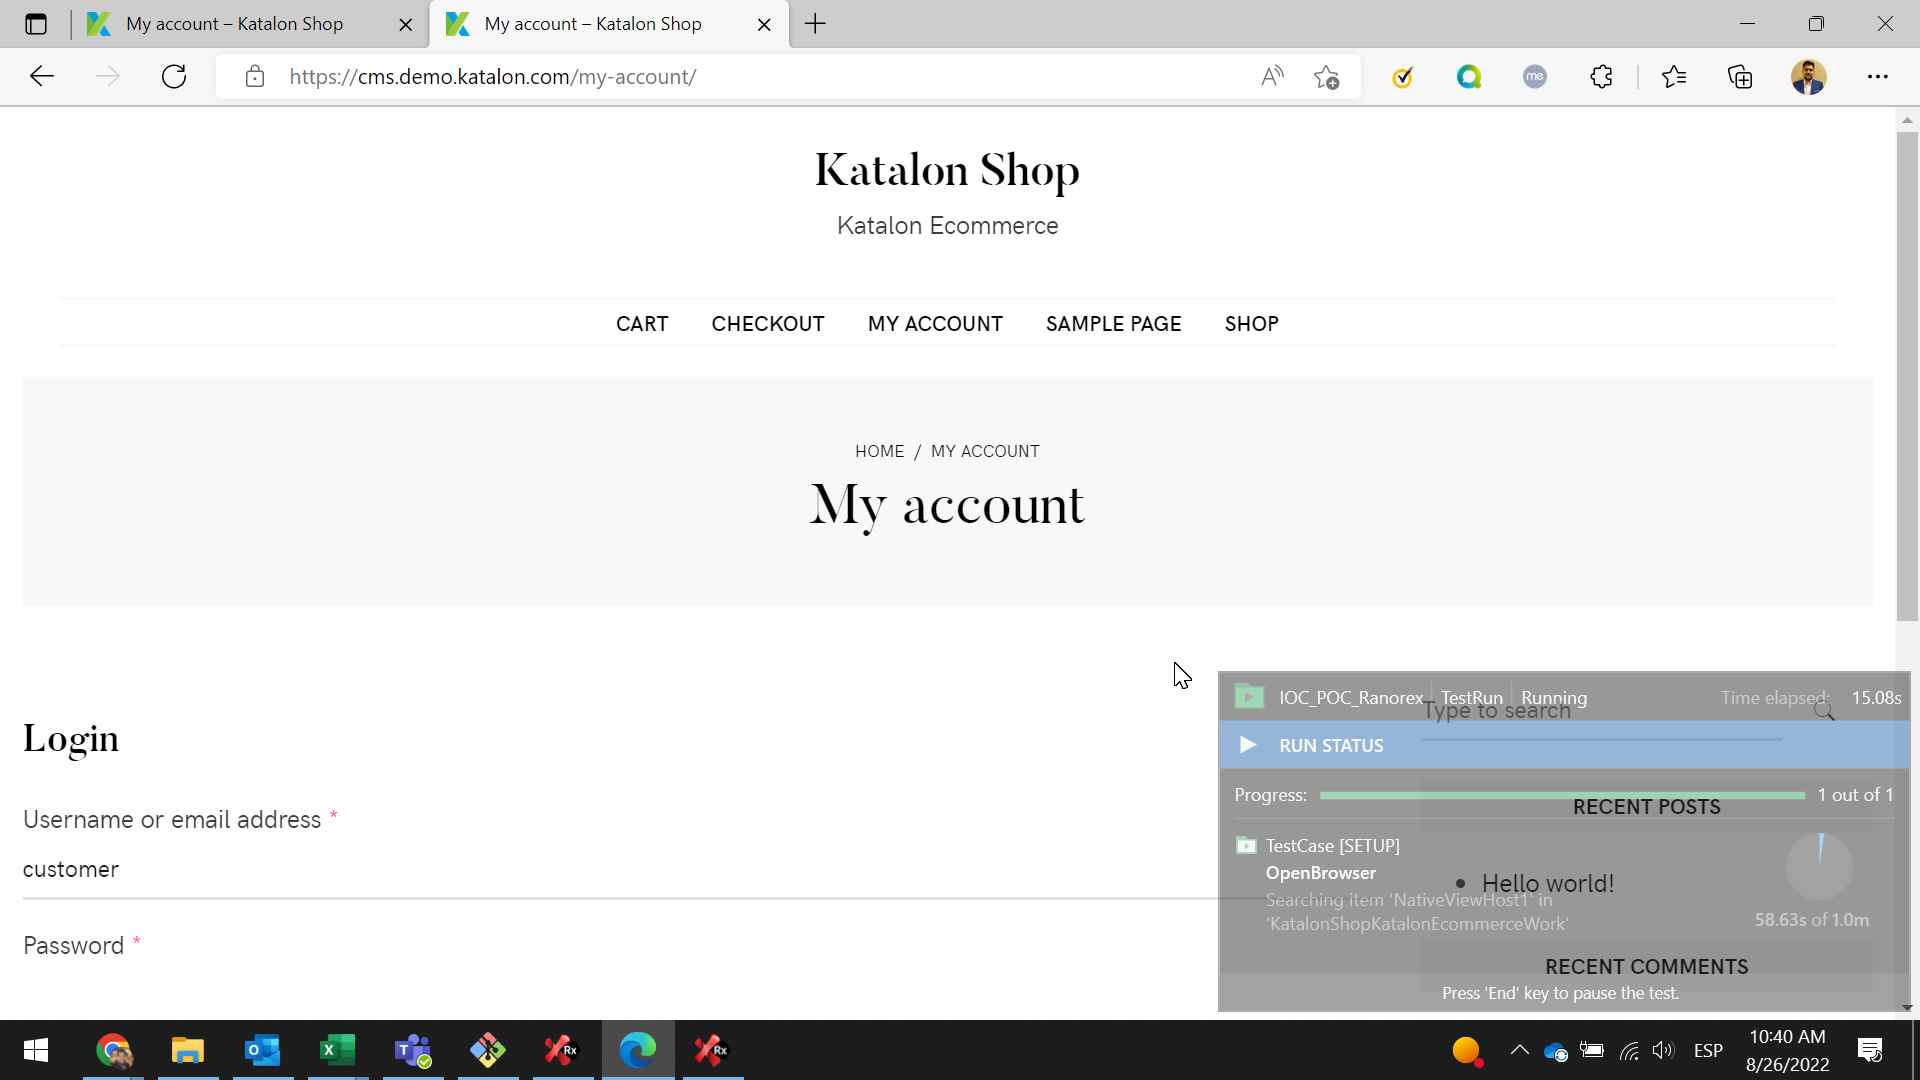 My account – Katalon Shop
My account – Katalon Shop
https://cms.demo.katalon.com/my-account/
me
Katalon Shop
Katalon Ecommerce
CART CHECKOUT MY ACCOUNT SAMPLE PAGE SHOP
HOME / MY ACCOUNT
My account
Login
Username or email address *
customer
Password *
IOC_POC_Ranorex TestRun Running Time elapsed: 15.08s
Type to search
RUN STATUS
Progress: 1 out of 1
RECENT POSTS
TestCase [SETUP]
OpenBrowser
Hello world!
Searching item 'NativeViewHost1' in
'KatalonShopKatalonEcommerceWork'
58.63s of 1.0m
RECENT COMMENTS
Press 'End' key to pause the test.
Rx
Rx
ESP
10:40 AM
8/26/2022